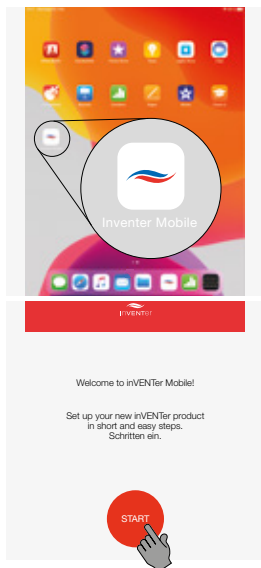 Inventer Mobile
inVENTer
Welcome to inVENTer Mobile!
Set up your new inVENTer product
in short and easy steps.
Schritten ein.
START